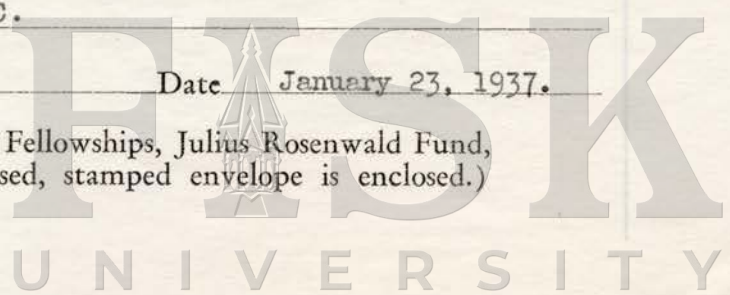 c.
Date January 23, 1937.
Fellowships, Julius Rosenwald Fund,
sed, stamped envelope is enclosed.)
FISK
UNIVERSITY